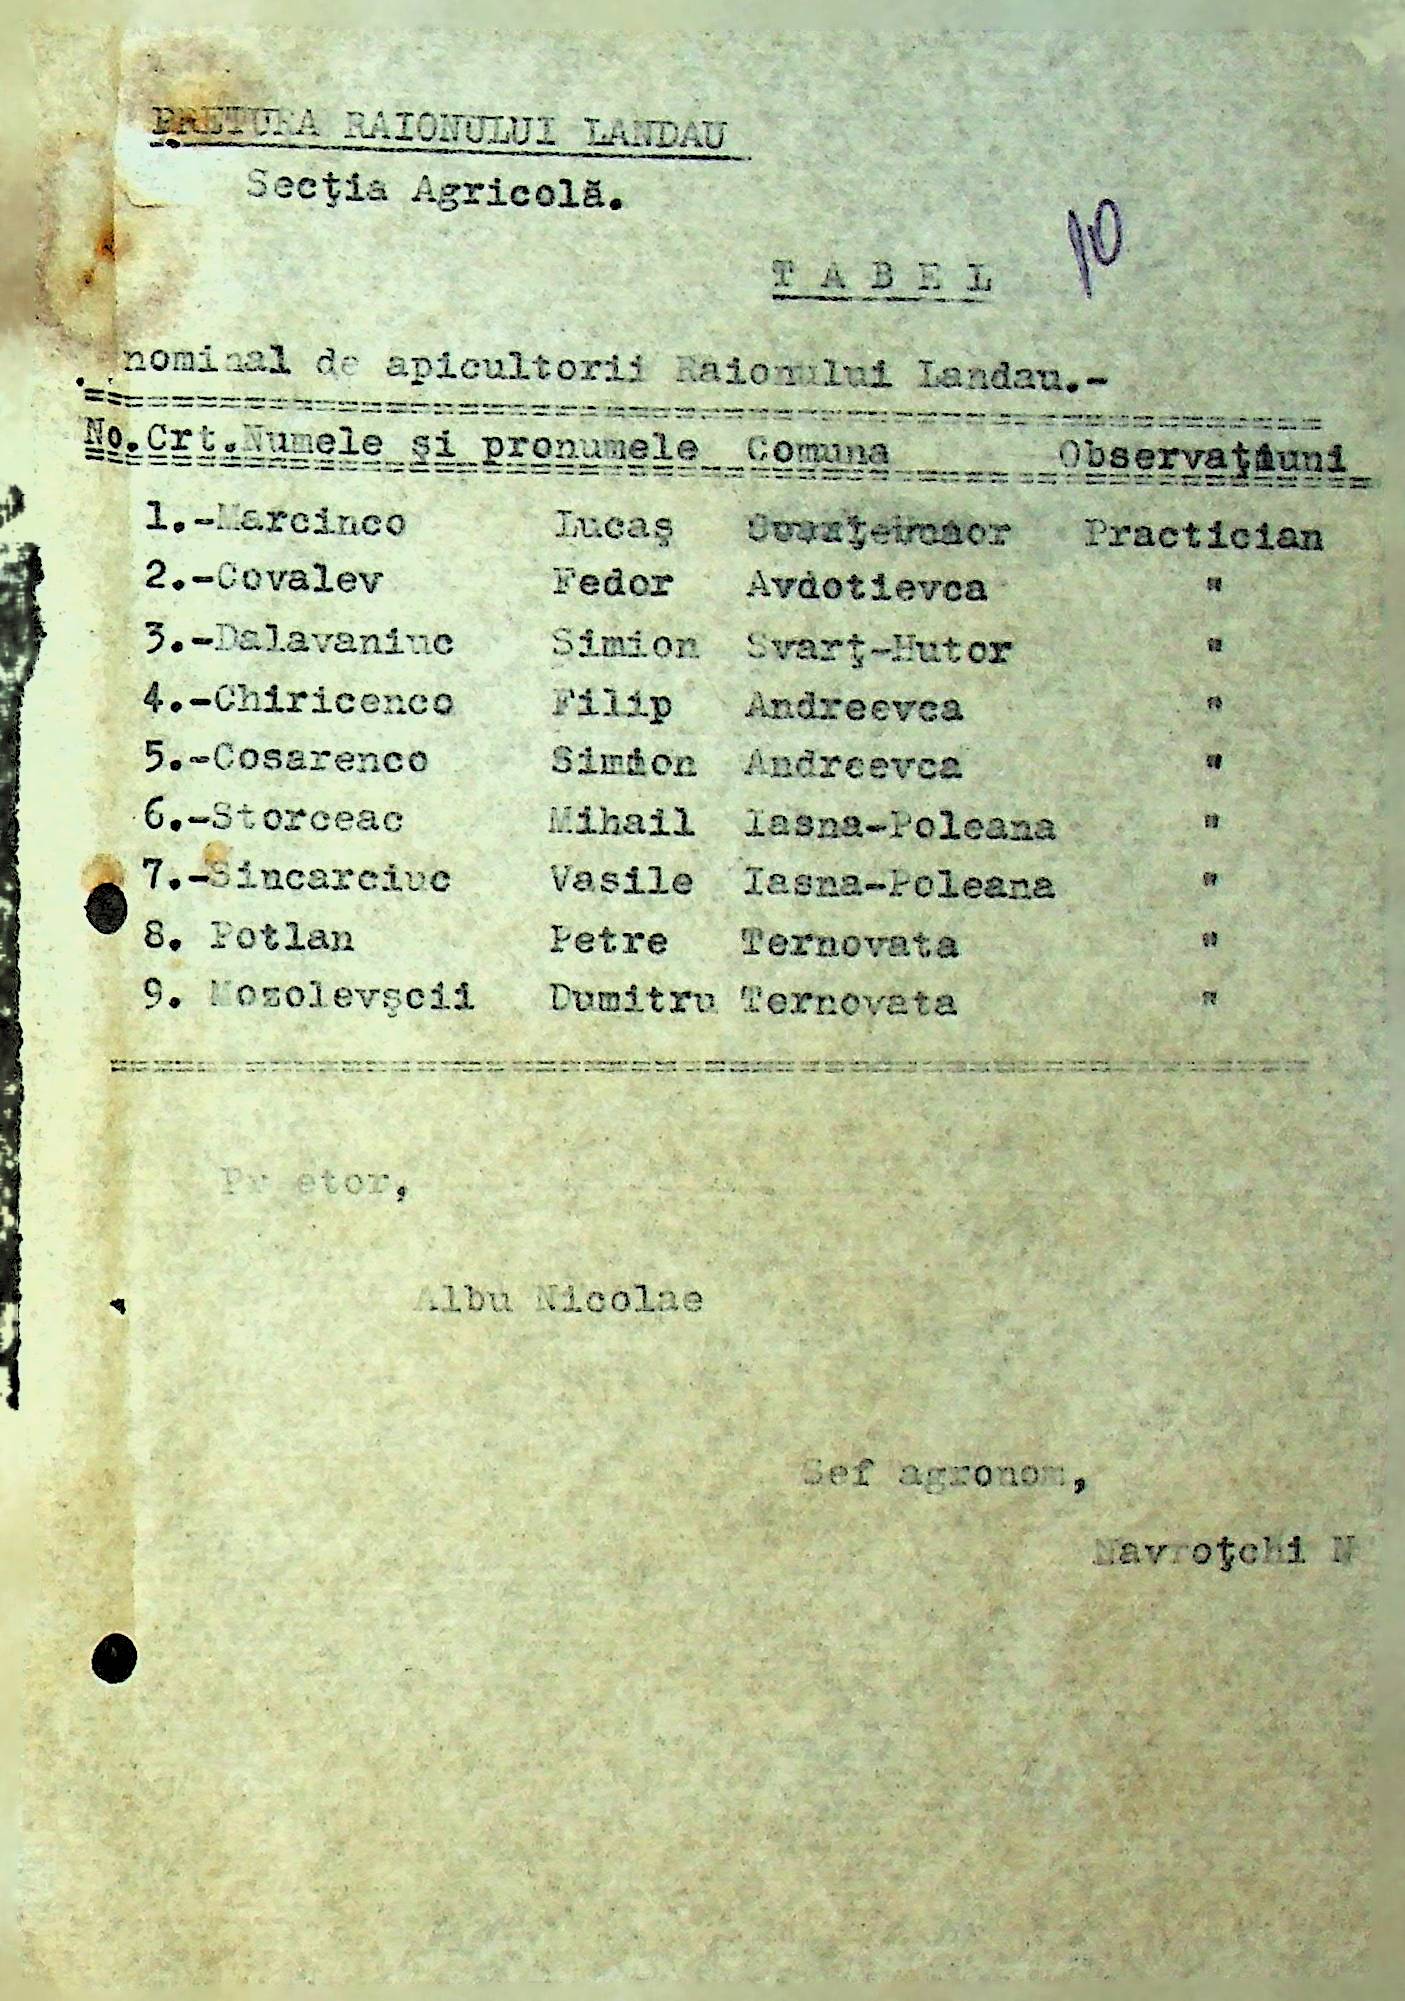 PRETURA RAIONULUI LANDAU
Secţia Agricolă.
10
T A B E L
nominal de apicultorii Raionului Landau.-
No.Crt.Numele şi pronumele Comuna Observaţiuni
1.-Marcinco Lucaş Practician
2.-Covalev Fedor Avdotievca "
3.-Dalavaniuc Simion Svarţ-Hutor "
4.-Chiricenco Filip Andreevca "
5.-Cosarenco Simion Andreevca "
6.-Storceac Mihail Iasna-Poleana "
7.-Sincarciuc Vasile Iasna-Poleana "
8. Potlan Petre Ternovata "
9. Mozolevşcii Dumitru Ternovata "
Pr etor,
Albu Nicolae
Sef agronom,
Navroţchi N